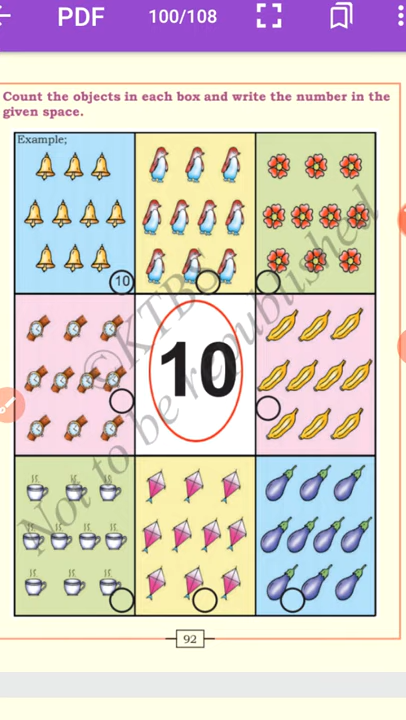 PDF
100/108
Count the objects in each box and write the number in the
given space.
Example;
10
10
©KTBS
Not to be republished
92